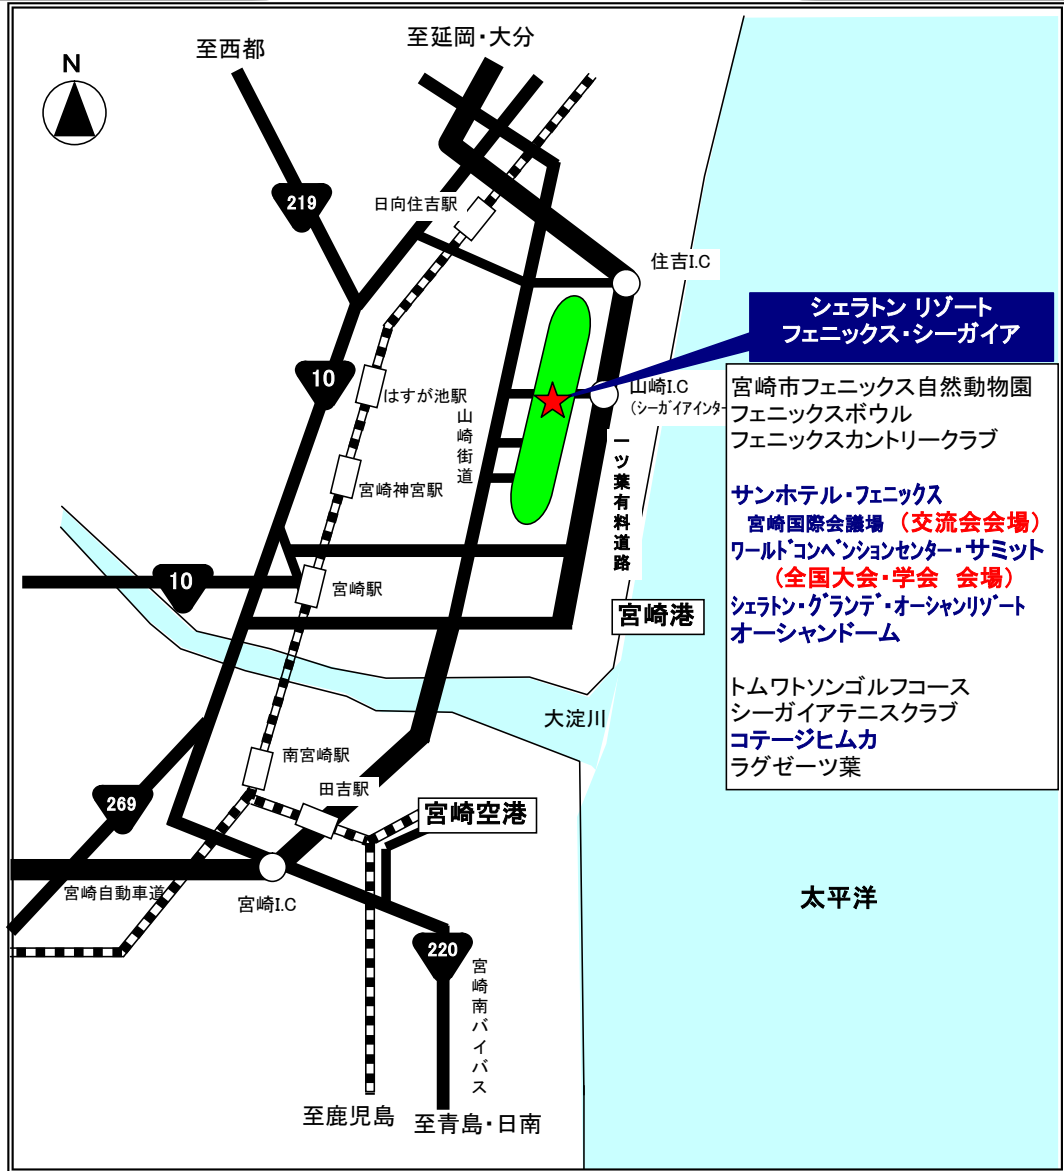 N
至西都
至延岡・大分
219
日向住吉駅
住吉I.C
シェラトン リゾート
フェニックス・シーガイア
10
はすが池駅
山崎街道
山崎I.C
(シーガイアインター
宮崎市フェニックス自然動物園
フェニックスボウル
フェニックスカントリークラブ
サンホテル・フェニックス
宮崎国際会議場 (交流会会場)
ワールドコンベンションセンター・サミット
(全国大会・学会 会場)
シェラトン・グランデ・オーシャンリゾート
オーシャンドーム
トムワトソンゴルフコース
シーガイアテニスクラブ
コテージヒムカ
ラグゼーツ葉
宮崎神宮駅
一ツ葉有料道路
10
宮崎駅
宮崎港
大淀川
南宮崎駅
田吉駅
269
宮崎空港
宮崎自動車道
宮崎I.C
太平洋
220
宮崎南バイパス
至鹿児島
至青島・日南